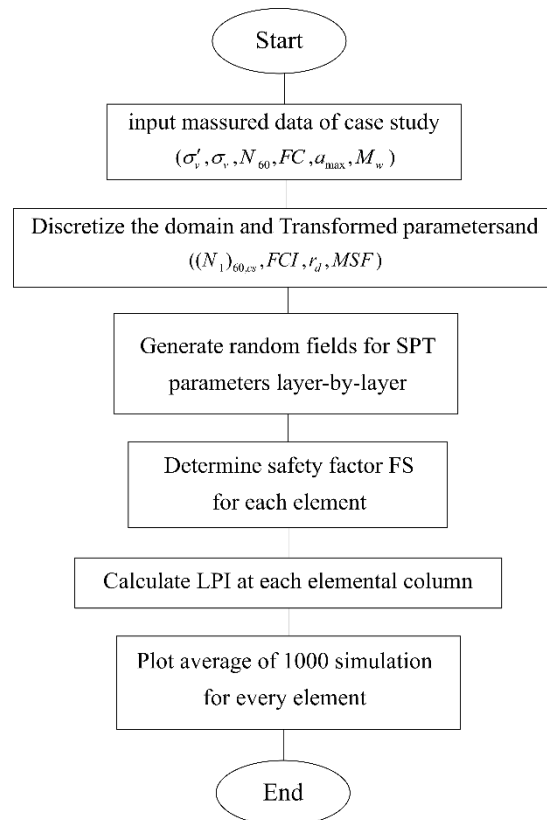 Start
input massured data of case study
(σ′ᵥ, σᵥ, N₆₀, FC, aₘₐₓ, M_w)
Discretize the domain and Transformed parametersand
((N₁)₆₀,cs, FCI, r_d, MSF)
Generate random fields for SPT
parameters layer-by-layer
Determine safety factor FS
for each element
Calculate LPI at each elemental column
Plot average of 1000 simulation
for every element
End